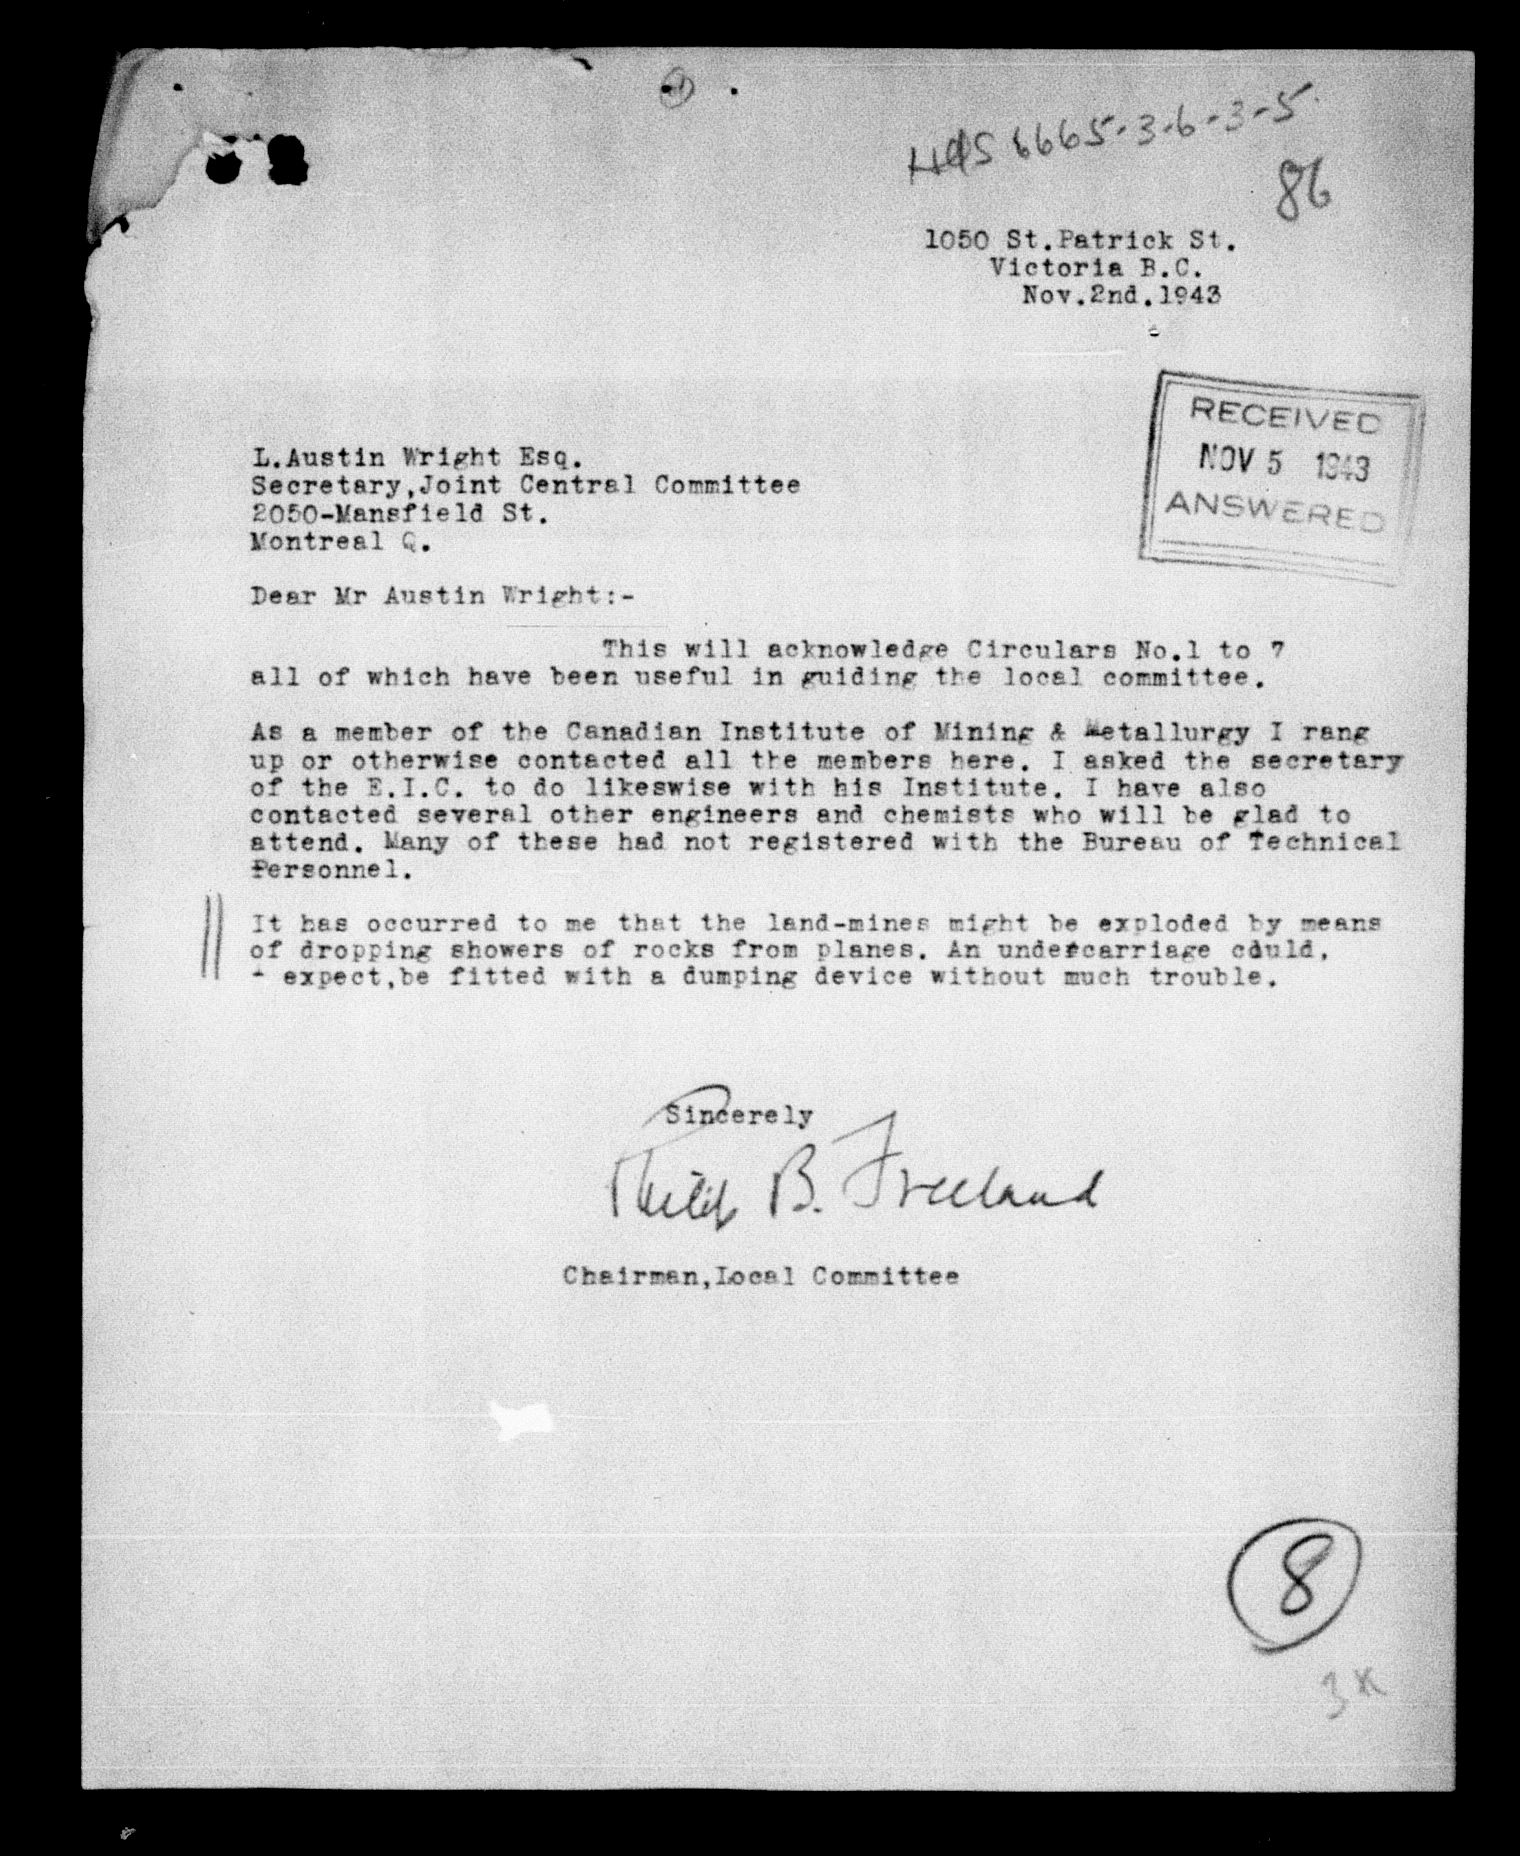 HQS 6665-3-6-3-5
86
1050 St.Patrick St.
Victoria B.C.
Nov.2nd.1943
RECEIVED
NOV 5 1943
ANSWERED
L.Austin Wright Esq.
Secretary,Joint Central Committee
2050-Mansfield St.
Montreal Q.
Dear Mr Austin Wright:-
This will acknowledge Circulars No.1 to 7
all of which have been useful in guiding the local committee.
As a member of the Canadian Institute of Mining & Metallurgy I rang
up or otherwise contacted all the members here. I asked the secretary
of the E.I.C. to do likeswise with his Institute. I have also
contacted several other engineers and chemists who will be glad to
attend. Many of these had not registered with the Bureau of Technical
Personnel.
It has occurred to me that the land-mines might be exploded by means
of dropping showers of rocks from planes. An undercarriage could,
expect,be fitted with a dumping device without much trouble.
Sincerely
Philip B. Freeland
Chairman,Local Committee
8
3